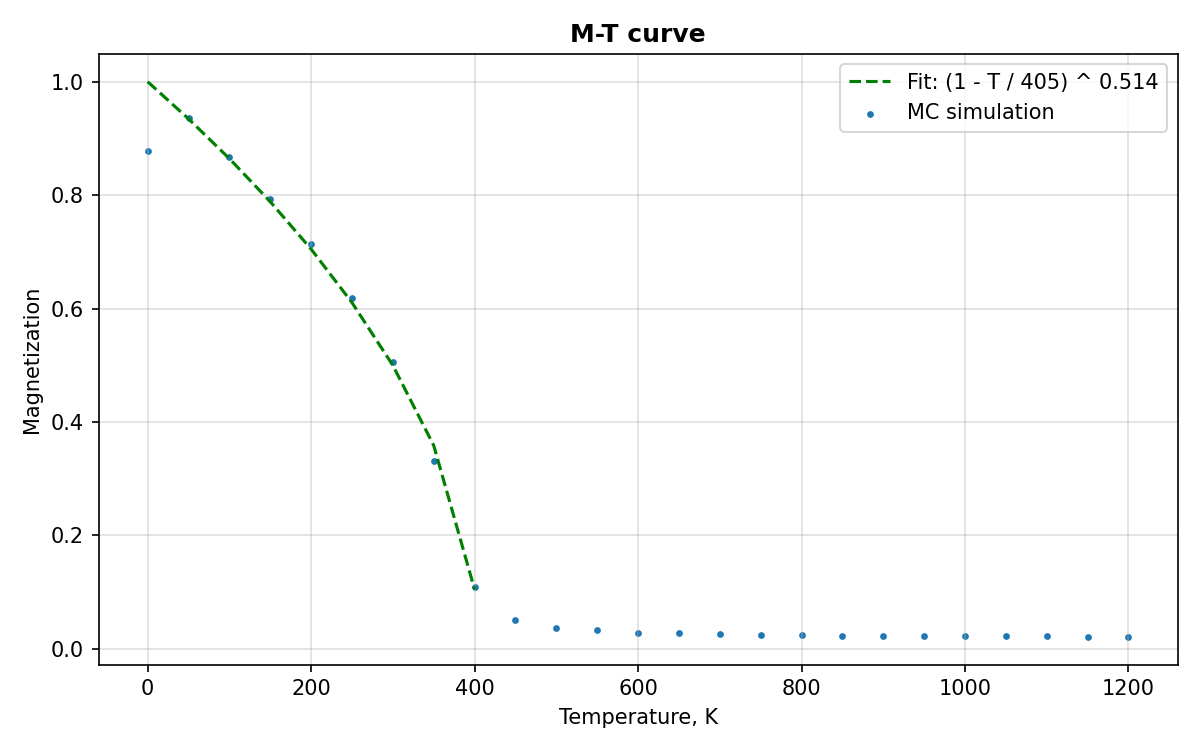 M-T curve
Fit: (1 - T / 405) ^ 0.514
MC simulation
1.0
0.8
0.6
0.4
0.2
0.0
Magnetization
0 200 400 600 800 1000 1200
Temperature, K